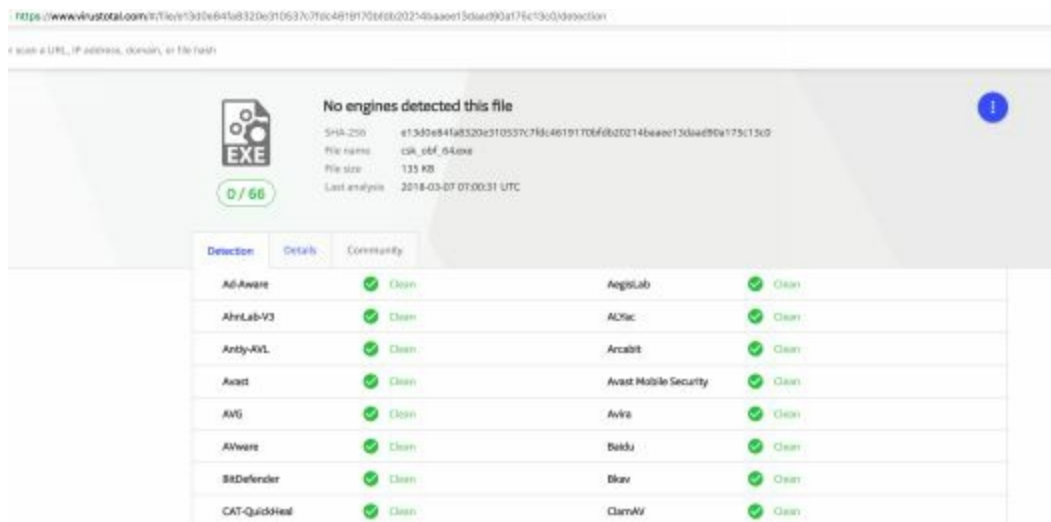 https://www.virustotal.com/#/file/e13d0e84fa8320e310537c7fdc4619170bfdb20214baaee13daad90a175c13c0/detection
scan a URL, IP address, domain, or file hash
No engines detected this file
SHA-256 e13d0e84fa8320e310537c7fdc4619170bfdb20214baaee13daad90a175c13c0
File name csk_obf_64.exe
File size 135 KB
Last analysis 2018-03-07 07:00:31 UTC
EXE
0 / 66
Detection Details Community
Ad-Aware Clean AegisLab Clean
AhnLab-V3 Clean ALYac Clean
Antiy-AVL Clean Arcabit Clean
Avast Clean Avast Mobile Security Clean
AVG Clean Avira Clean
AVware Clean Baidu Clean
BitDefender Clean Bkav Clean
CAT-QuickHeal Clean ClamAV Clean